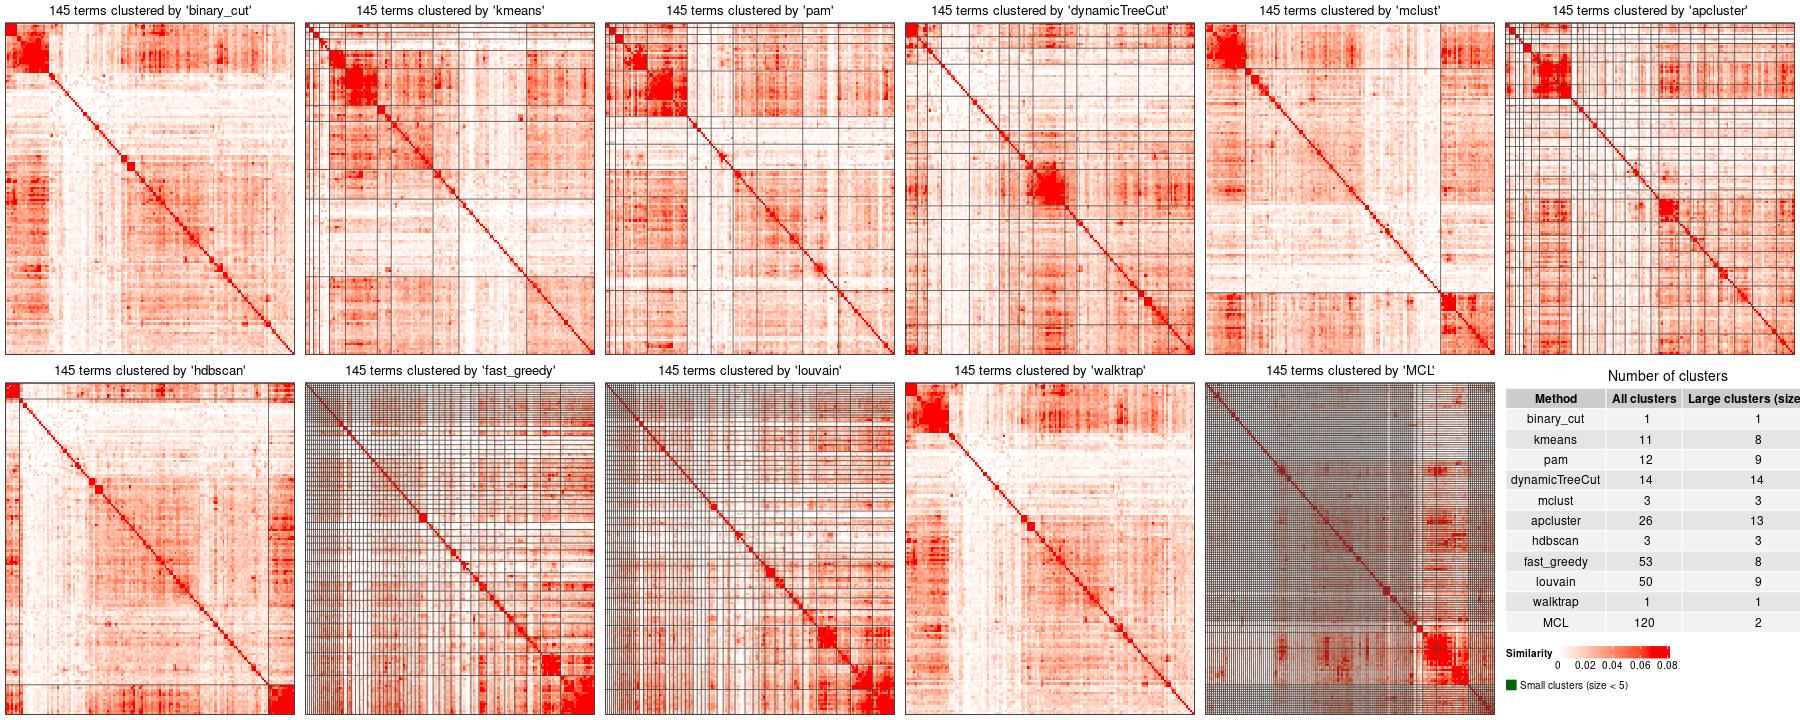 145 terms clustered by 'binary_cut'
145 terms clustered by 'kmeans'
145 terms clustered by 'pam'
145 terms clustered by 'dynamicTreeCut'
145 terms clustered by 'mclust'
145 terms clustered by 'apcluster'
145 terms clustered by 'hdbscan'
145 terms clustered by 'fast_greedy'
145 terms clustered by 'louvain'
145 terms clustered by 'walktrap'
145 terms clustered by 'MCL'
Number of clusters
Method All clusters Large clusters (size
binary_cut 1 1
kmeans 11 8
pam 12 9
dynamicTreeCut 14 14
mclust 3 3
apcluster 26 13
hdbscan 3 3
fast_greedy 53 8
louvain 50 9
walktrap 1 1
MCL 120 2
Similarity
0 0.02 0.04 0.06 0.08
Small clusters (size < 5)